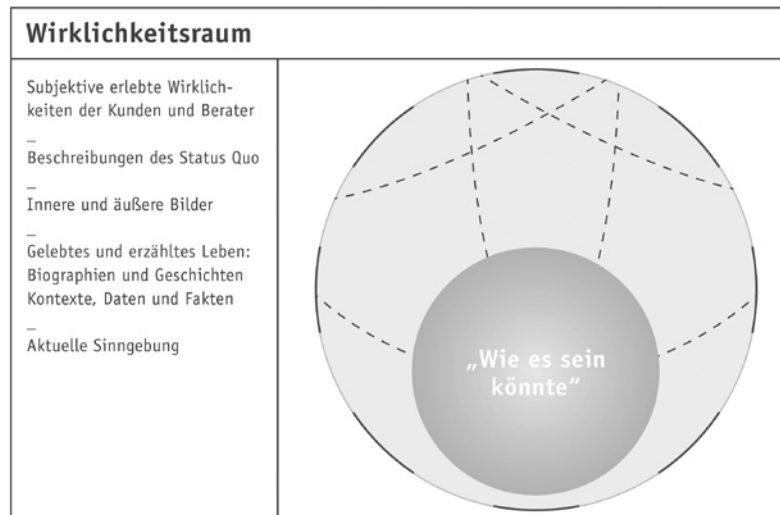 Wirklichkeitsraum
Subjektive erlebte Wirklich-
keiten der Kunden und Berater
_
Beschreibungen des Status Quo
_
Innere und äußere Bilder
_
Gelebtes und erzähltes Leben:
Biographien und Geschichten
Kontexte, Daten und Fakten
_
Aktuelle Sinngebung
„Wie es sein
könnte“